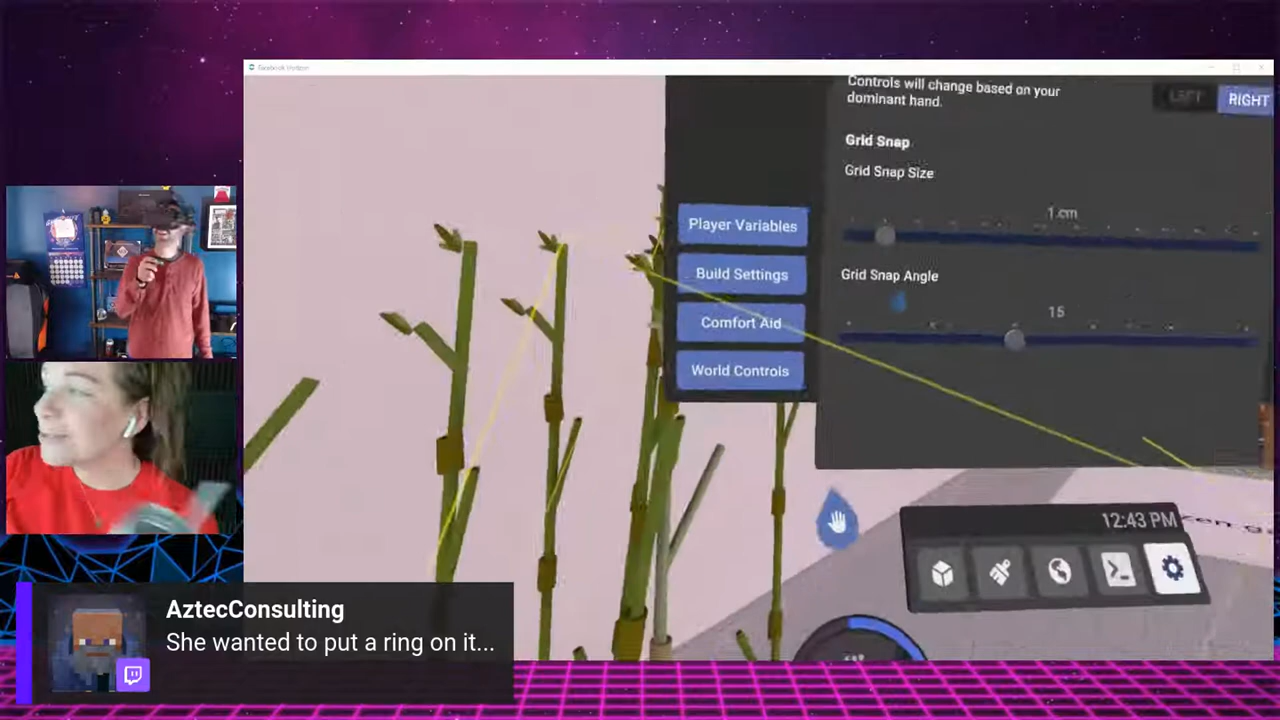 Facebook Horizon
Controls will change based on your
dominant hand.
LEFT
RIGHT
Grid Snap
Grid Snap Size
1 cm
Grid Snap Angle
15
Player Variables
Build Settings
Comfort Aid
World Controls
12:43 PM
AztecConsulting
She wanted to put a ring on it...